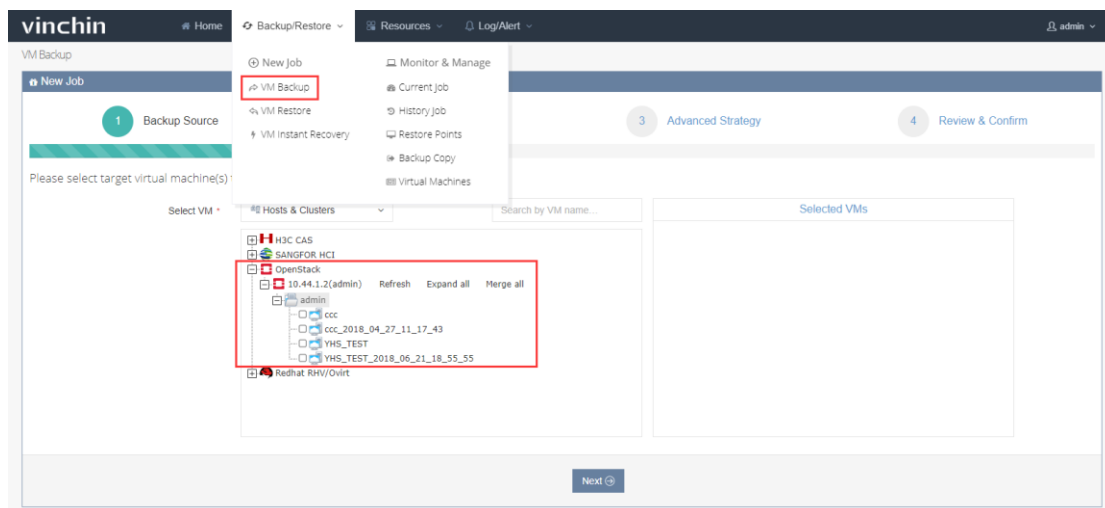 vinchin Home Backup/Restore Resources Log/Alert admin
VM Backup
New Job Monitor & Manage
New Job
VM Backup Current Job
VM Restore History Job
VM Instant Recovery Restore Points
Backup Copy
Virtual Machines
1 Backup Source 3 Advanced Strategy 4 Review & Confirm
Please select target virtual machine(s)
Select VM * Hosts & Clusters Search by VM name... Selected VMs
H3C CAS
SANGFOR HCI
OpenStack
10.44.1.2(admin) Refresh Expand all Merge all
admin
ccc
ccc_2018_04_27_11_17_43
YHS_TEST
YHS_TEST_2018_06_21_18_55_55
Redhat RHV/Ovirt
Next